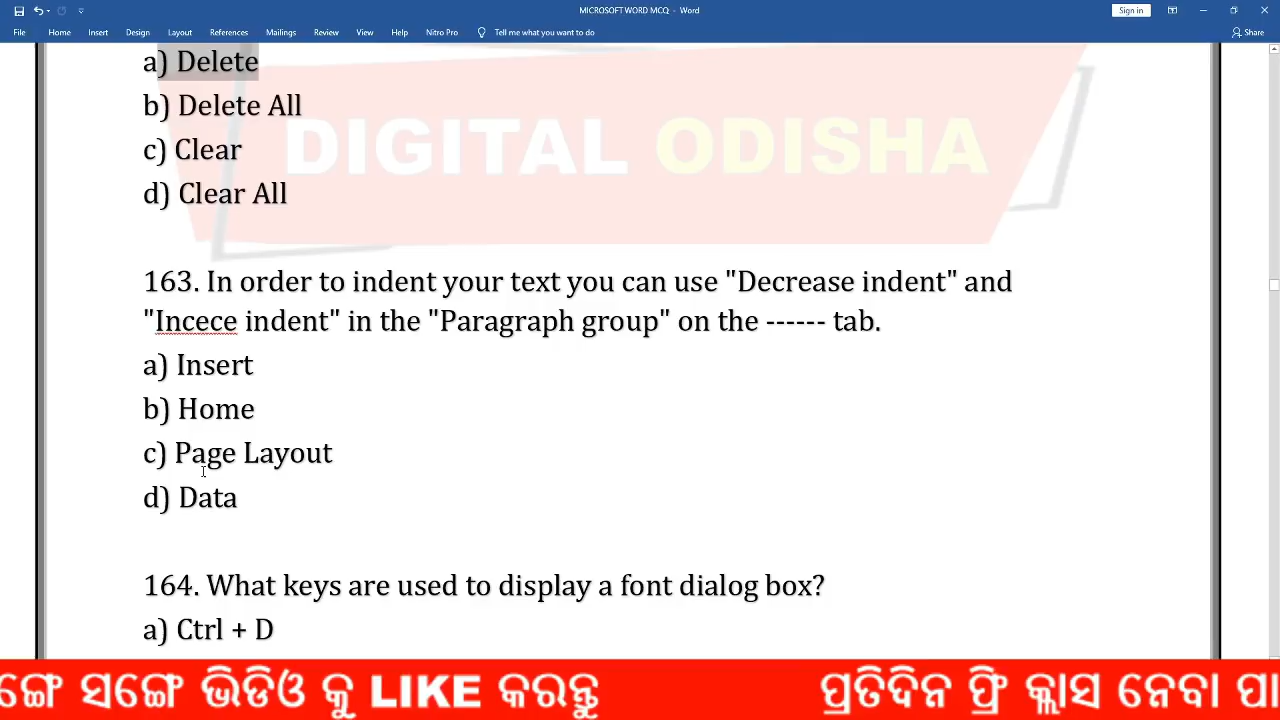 MICROSOFT WORD MCQ - Word
Sign in
File Home Insert Design Layout References Mailings Review View Help Nitro Pro Tell me what you want to do Share
a) Delete
b) Delete All
c) Clear
d) Clear All
DIGITAL ODISHA
163. In order to indent your text you can use "Decrease indent" and
"Incece indent" in the "Paragraph group" on the ------ tab.
a) Insert
b) Home
c) Page Layout
d) Data
164. What keys are used to display a font dialog box?
a) Ctrl + D
ସଙ୍ଗେ ଭିଡିଓ କୁ LIKE କରନ୍ତୁ ପ୍ରତିଦିନ ଫ୍ରି କ୍ଲାସ ନେବା